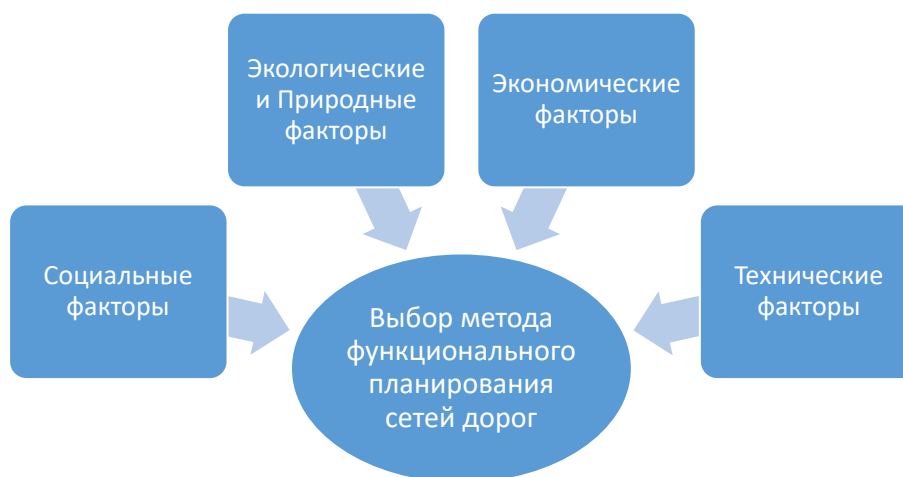 Экологические
и Природные
факторы
Экономические
факторы
Социальные
факторы
Технические
факторы
Выбор метода
функционального
планирования
сетей дорог